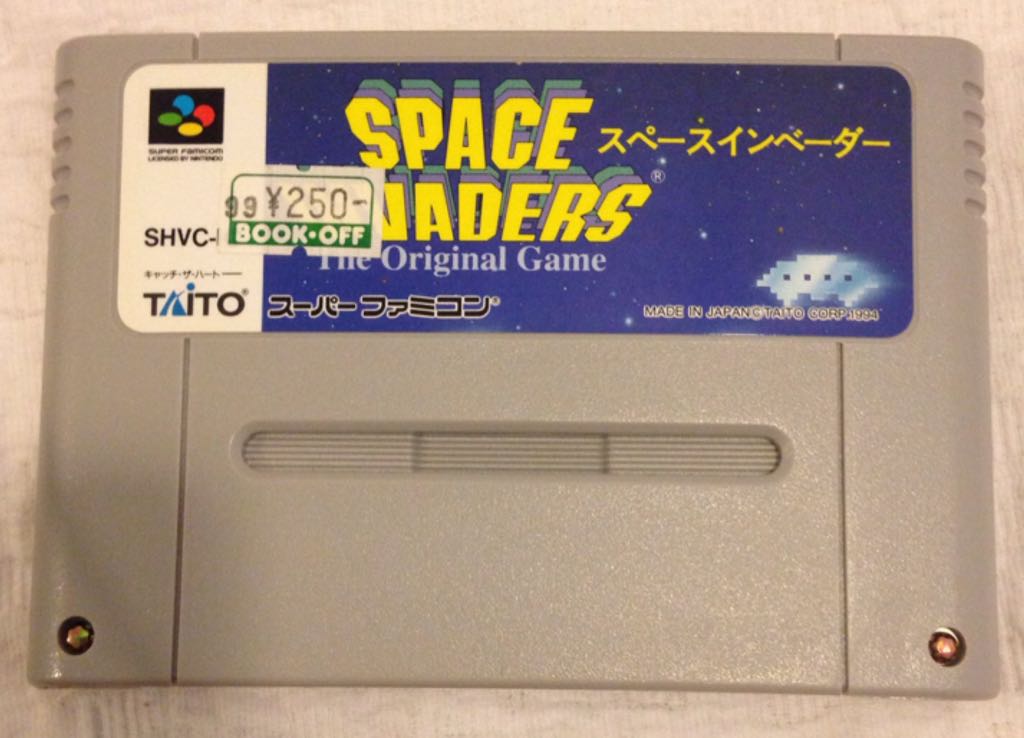 SUPER FAMICOM
LICENSED BY NINTENDO
SPACE
スペースインベーダー
VADERS®
99 ¥250-
BOOK·OFF
SHVC-
The Original Game
キャッチ・ザ・ハート
TAITO®
スーパーファミコン®
MADE IN JAPAN©TAITO CORP.1994